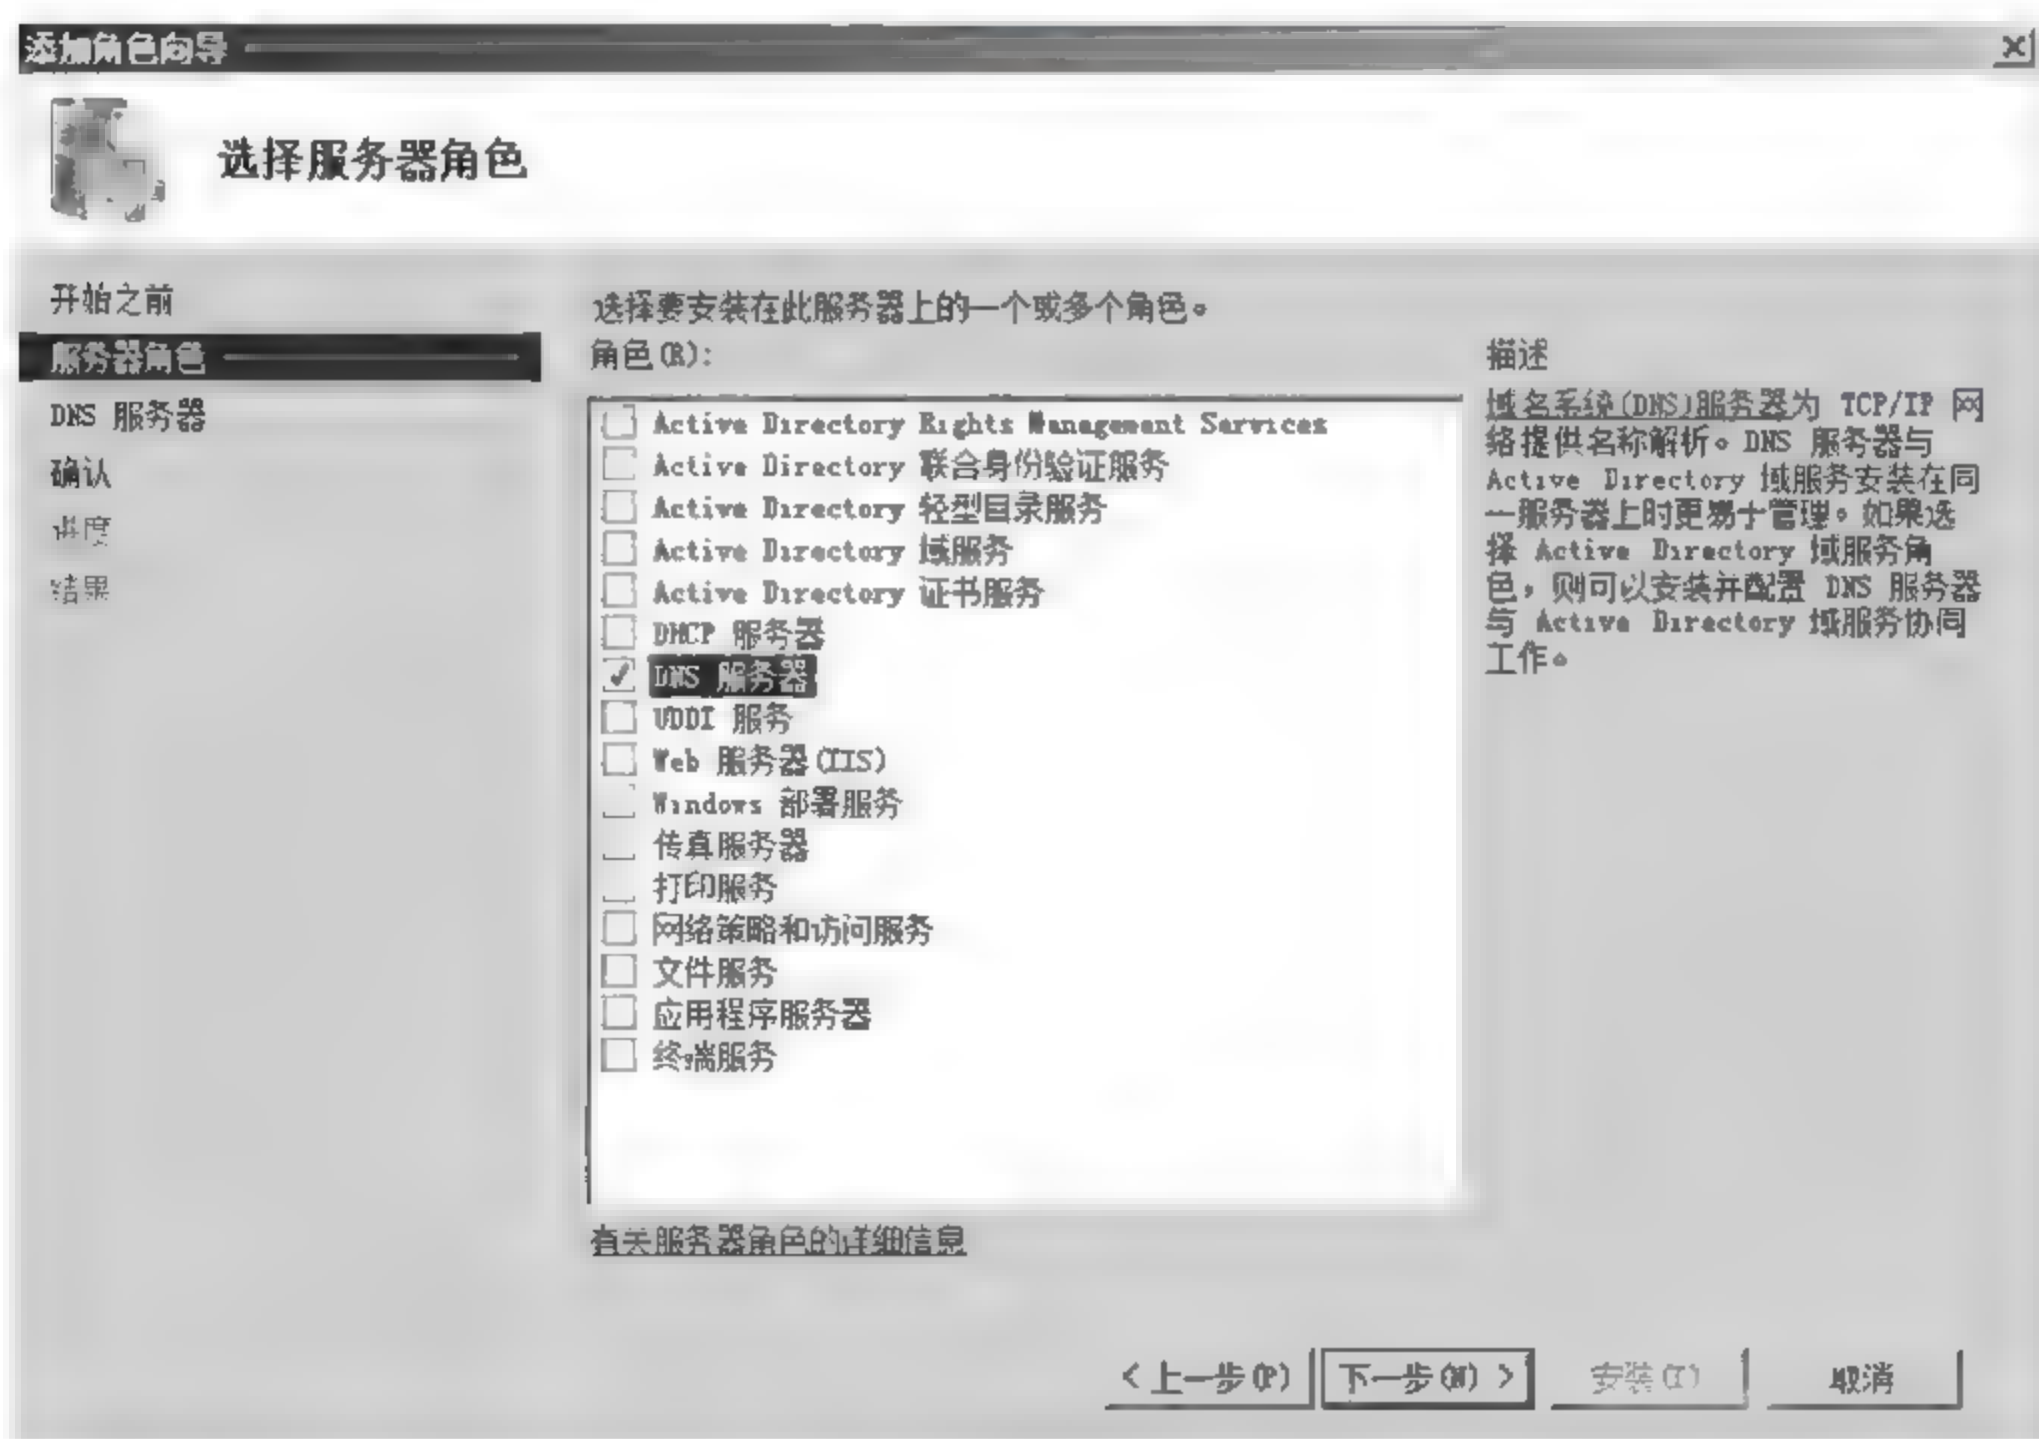 添加角色向导
选择服务器角色
开始之前
服务器角色
DNS 服务器
确认
进度
结果
选择要安装在此服务器上的一个或多个角色。
角色(R):
Active Directory Rights Management Services
Active Directory 联合身份验证服务
Active Directory 轻型目录服务
Active Directory 域服务
Active Directory 证书服务
DHCP 服务器
DNS 服务器
UDDI 服务
Web 服务器(IIS)
Windows 部署服务
传真服务器
打印服务
网络策略和访问服务
文件服务
应用程序服务器
终端服务
有关服务器角色的详细信息
描述
域名系统(DNS)服务器为 TCP/IP 网
络提供名称解析。DNS 服务器与
Active Directory 域服务安装在同
一服务器上时更易于管理。如果选
择 Active Directory 域服务角
色，则可以安装并配置 DNS 服务器
与 Active Directory 域服务协同
工作。
< 上一步(P)
下一步(N) >
安装(I)
取消